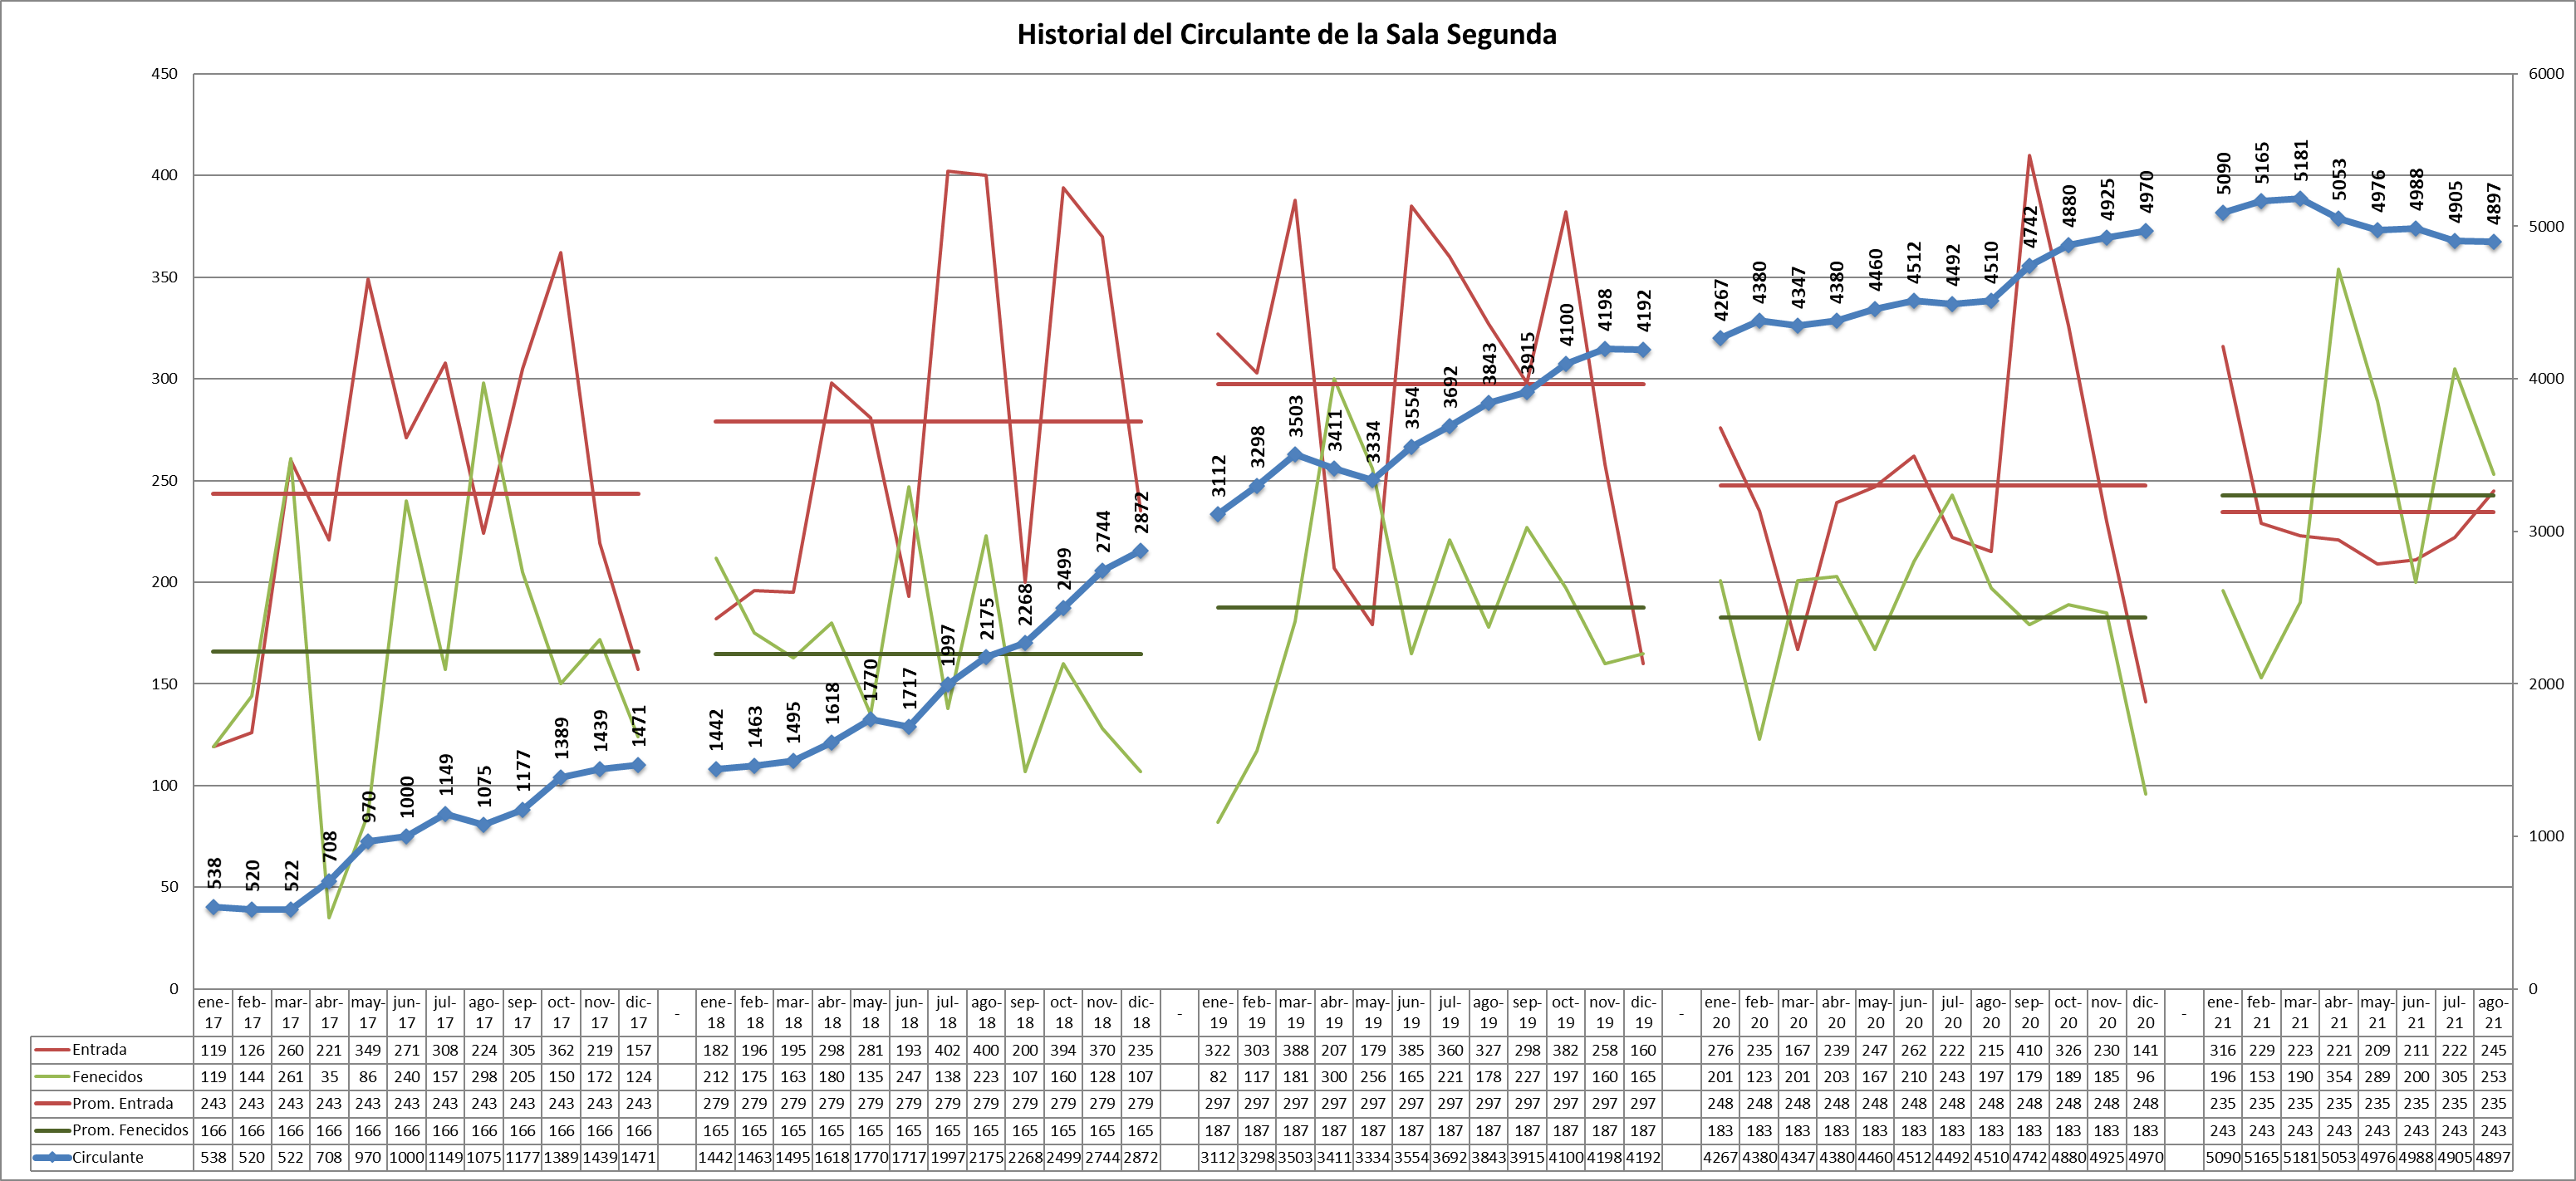 Historial del Circulante de la Sala Segunda
450 6000
400
350 5000
300 4000
250
200 3000
150 2000
100 1000
50
0 0
538 520 522 708 970 1000 1149 1075 1177 1389 1439 1471 1442 1463 1495 1618 1770 1717 1997 2175 2268 2499 2744 2872 3112 3298 3503 3411 3334 3554 3692 3843 3915 4100 4198 4192 4267 4380 4347 4380 4460 4512 4492 4510 4742 4880 4925 4970 5090 5165 5181 5053 4976 4988 4905 4897
ene-17 feb-17 mar-17 abr-17 may-17 jun-17 jul-17 ago-17 sep-17 oct-17 nov-17 dic-17 - ene-18 feb-18 mar-18 abr-18 may-18 jun-18 jul-18 ago-18 sep-18 oct-18 nov-18 dic-18 - ene-19 feb-19 mar-19 abr-19 may-19 jun-19 jul-19 ago-19 sep-19 oct-19 nov-19 dic-19 - ene-20 feb-20 mar-20 abr-20 may-20 jun-20 jul-20 ago-20 sep-20 oct-20 nov-20 dic-20 - ene-21 feb-21 mar-21 abr-21 may-21 jun-21 jul-21 ago-21
Entrada 119 126 260 221 349 271 308 224 305 362 219 157 182 196 195 298 281 193 402 400 200 394 370 235 322 303 388 207 179 385 360 327 298 382 258 160 276 235 167 239 247 262 222 215 410 326 230 141 316 229 223 221 209 211 222 245
Fenecidos 119 144 261 35 86 240 157 298 205 150 172 124 212 175 163 180 135 247 138 223 107 160 128 107 82 117 181 300 256 165 221 178 227 197 160 165 201 123 201 203 167 210 243 197 179 189 185 96 196 153 190 354 289 200 305 253
Prom. Entrada 243 243 243 243 243 243 243 243 243 243 243 243 279 279 279 279 279 279 279 279 279 279 279 279 297 297 297 297 297 297 297 297 297 297 297 297 248 248 248 248 248 248 248 248 248 248 248 248 235 235 235 235 235 235 235 235
Prom. Fenecidos 166 166 166 166 166 166 166 166 166 166 166 166 165 165 165 165 165 165 165 165 165 165 165 165 187 187 187 187 187 187 187 187 187 187 187 187 183 183 183 183 183 183 183 183 183 183 183 183 243 243 243 243 243 243 243 243
Circulante 538 520 522 708 970 1000 1149 1075 1177 1389 1439 1471 1442 1463 1495 1618 1770 1717 1997 2175 2268 2499 2744 2872 3112 3298 3503 3411 3334 3554 3692 3843 3915 4100 4198 4192 4267 4380 4347 4380 4460 4512 4492 4510 4742 4880 4925 4970 5090 5165 5181 5053 4976 4988 4905 4897